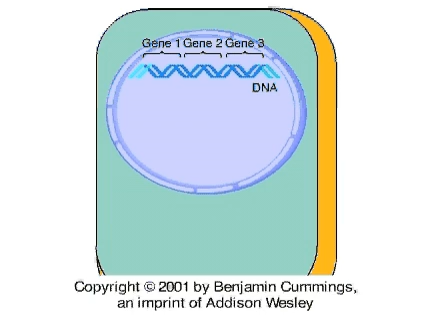 Gene 1 Gene 2 Gene 3
DNA
Copyright © 2001 by Benjamin Cummings,
an imprint of Addison Wesley